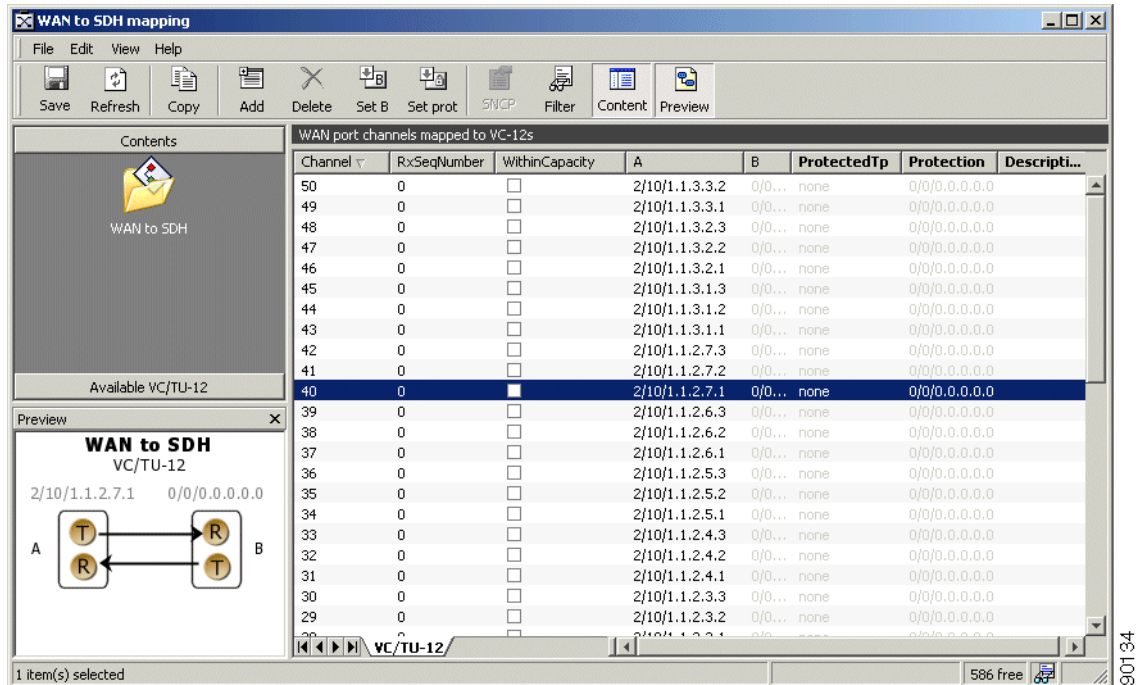 WAN to SDH mapping
File Edit View Help
Save Refresh Copy Add Delete Set B Set prot SNCP Filter Content Preview
Contents
WAN to SDH
Available VC/TU-12
WAN port channels mapped to VC-12s
Channel RxSeqNumber WithinCapacity A B ProtectedTp Protection Descripti...
50 0 2/10/1.1.3.3.2 0/0... none 0/0/0.0.0.0.0
49 0 2/10/1.1.3.3.1 0/0... none 0/0/0.0.0.0.0
48 0 2/10/1.1.3.2.3 0/0... none 0/0/0.0.0.0.0
47 0 2/10/1.1.3.2.2 0/0... none 0/0/0.0.0.0.0
46 0 2/10/1.1.3.2.1 0/0... none 0/0/0.0.0.0.0
45 0 2/10/1.1.3.1.3 0/0... none 0/0/0.0.0.0.0
44 0 2/10/1.1.3.1.2 0/0... none 0/0/0.0.0.0.0
43 0 2/10/1.1.3.1.1 0/0... none 0/0/0.0.0.0.0
42 0 2/10/1.1.2.7.3 0/0... none 0/0/0.0.0.0.0
41 0 2/10/1.1.2.7.2 0/0... none 0/0/0.0.0.0.0
40 0 2/10/1.1.2.7.1 0/0... none 0/0/0.0.0.0.0
39 0 2/10/1.1.2.6.3 0/0... none 0/0/0.0.0.0.0
38 0 2/10/1.1.2.6.2 0/0... none 0/0/0.0.0.0.0
37 0 2/10/1.1.2.6.1 0/0... none 0/0/0.0.0.0.0
36 0 2/10/1.1.2.5.3 0/0... none 0/0/0.0.0.0.0
35 0 2/10/1.1.2.5.2 0/0... none 0/0/0.0.0.0.0
34 0 2/10/1.1.2.5.1 0/0... none 0/0/0.0.0.0.0
33 0 2/10/1.1.2.4.3 0/0... none 0/0/0.0.0.0.0
32 0 2/10/1.1.2.4.2 0/0... none 0/0/0.0.0.0.0
31 0 2/10/1.1.2.4.1 0/0... none 0/0/0.0.0.0.0
30 0 2/10/1.1.2.3.3 0/0... none 0/0/0.0.0.0.0
29 0 2/10/1.1.2.3.2 0/0... none 0/0/0.0.0.0.0
VC/TU-12
Preview
WAN to SDH
VC/TU-12
2/10/1.1.2.7.1 0/0/0.0.0.0.0
T R
A B
R T
1 item(s) selected
586 free
90134